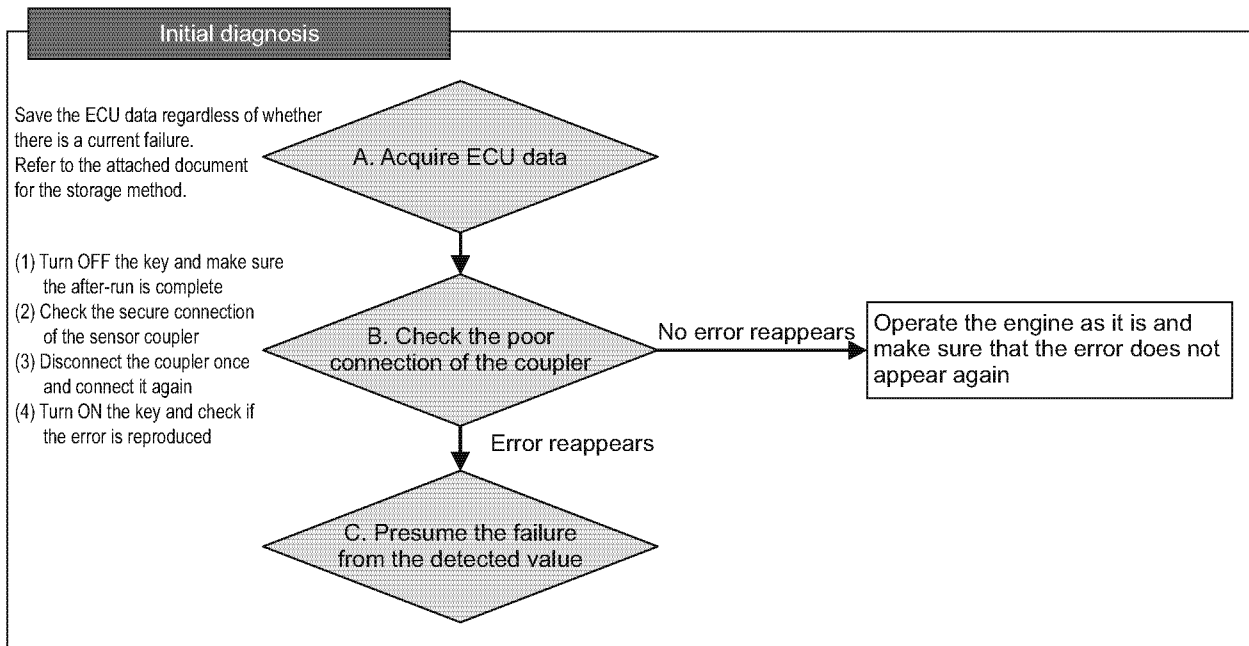 Initial diagnosis
Save the ECU data regardless of whether
there is a current failure.
Refer to the attached document
for the storage method.
A. Acquire ECU data
(1) Turn OFF the key and make sure
the after-run is complete
(2) Check the secure connection
of the sensor coupler
(3) Disconnect the coupler once
and connect it again
(4) Turn ON the key and check if
the error is reproduced
B. Check the poor
connection of the coupler
No error reappears
Operate the engine as it is and
make sure that the error does not
appear again
Error reappears
C. Presume the failure
from the detected value